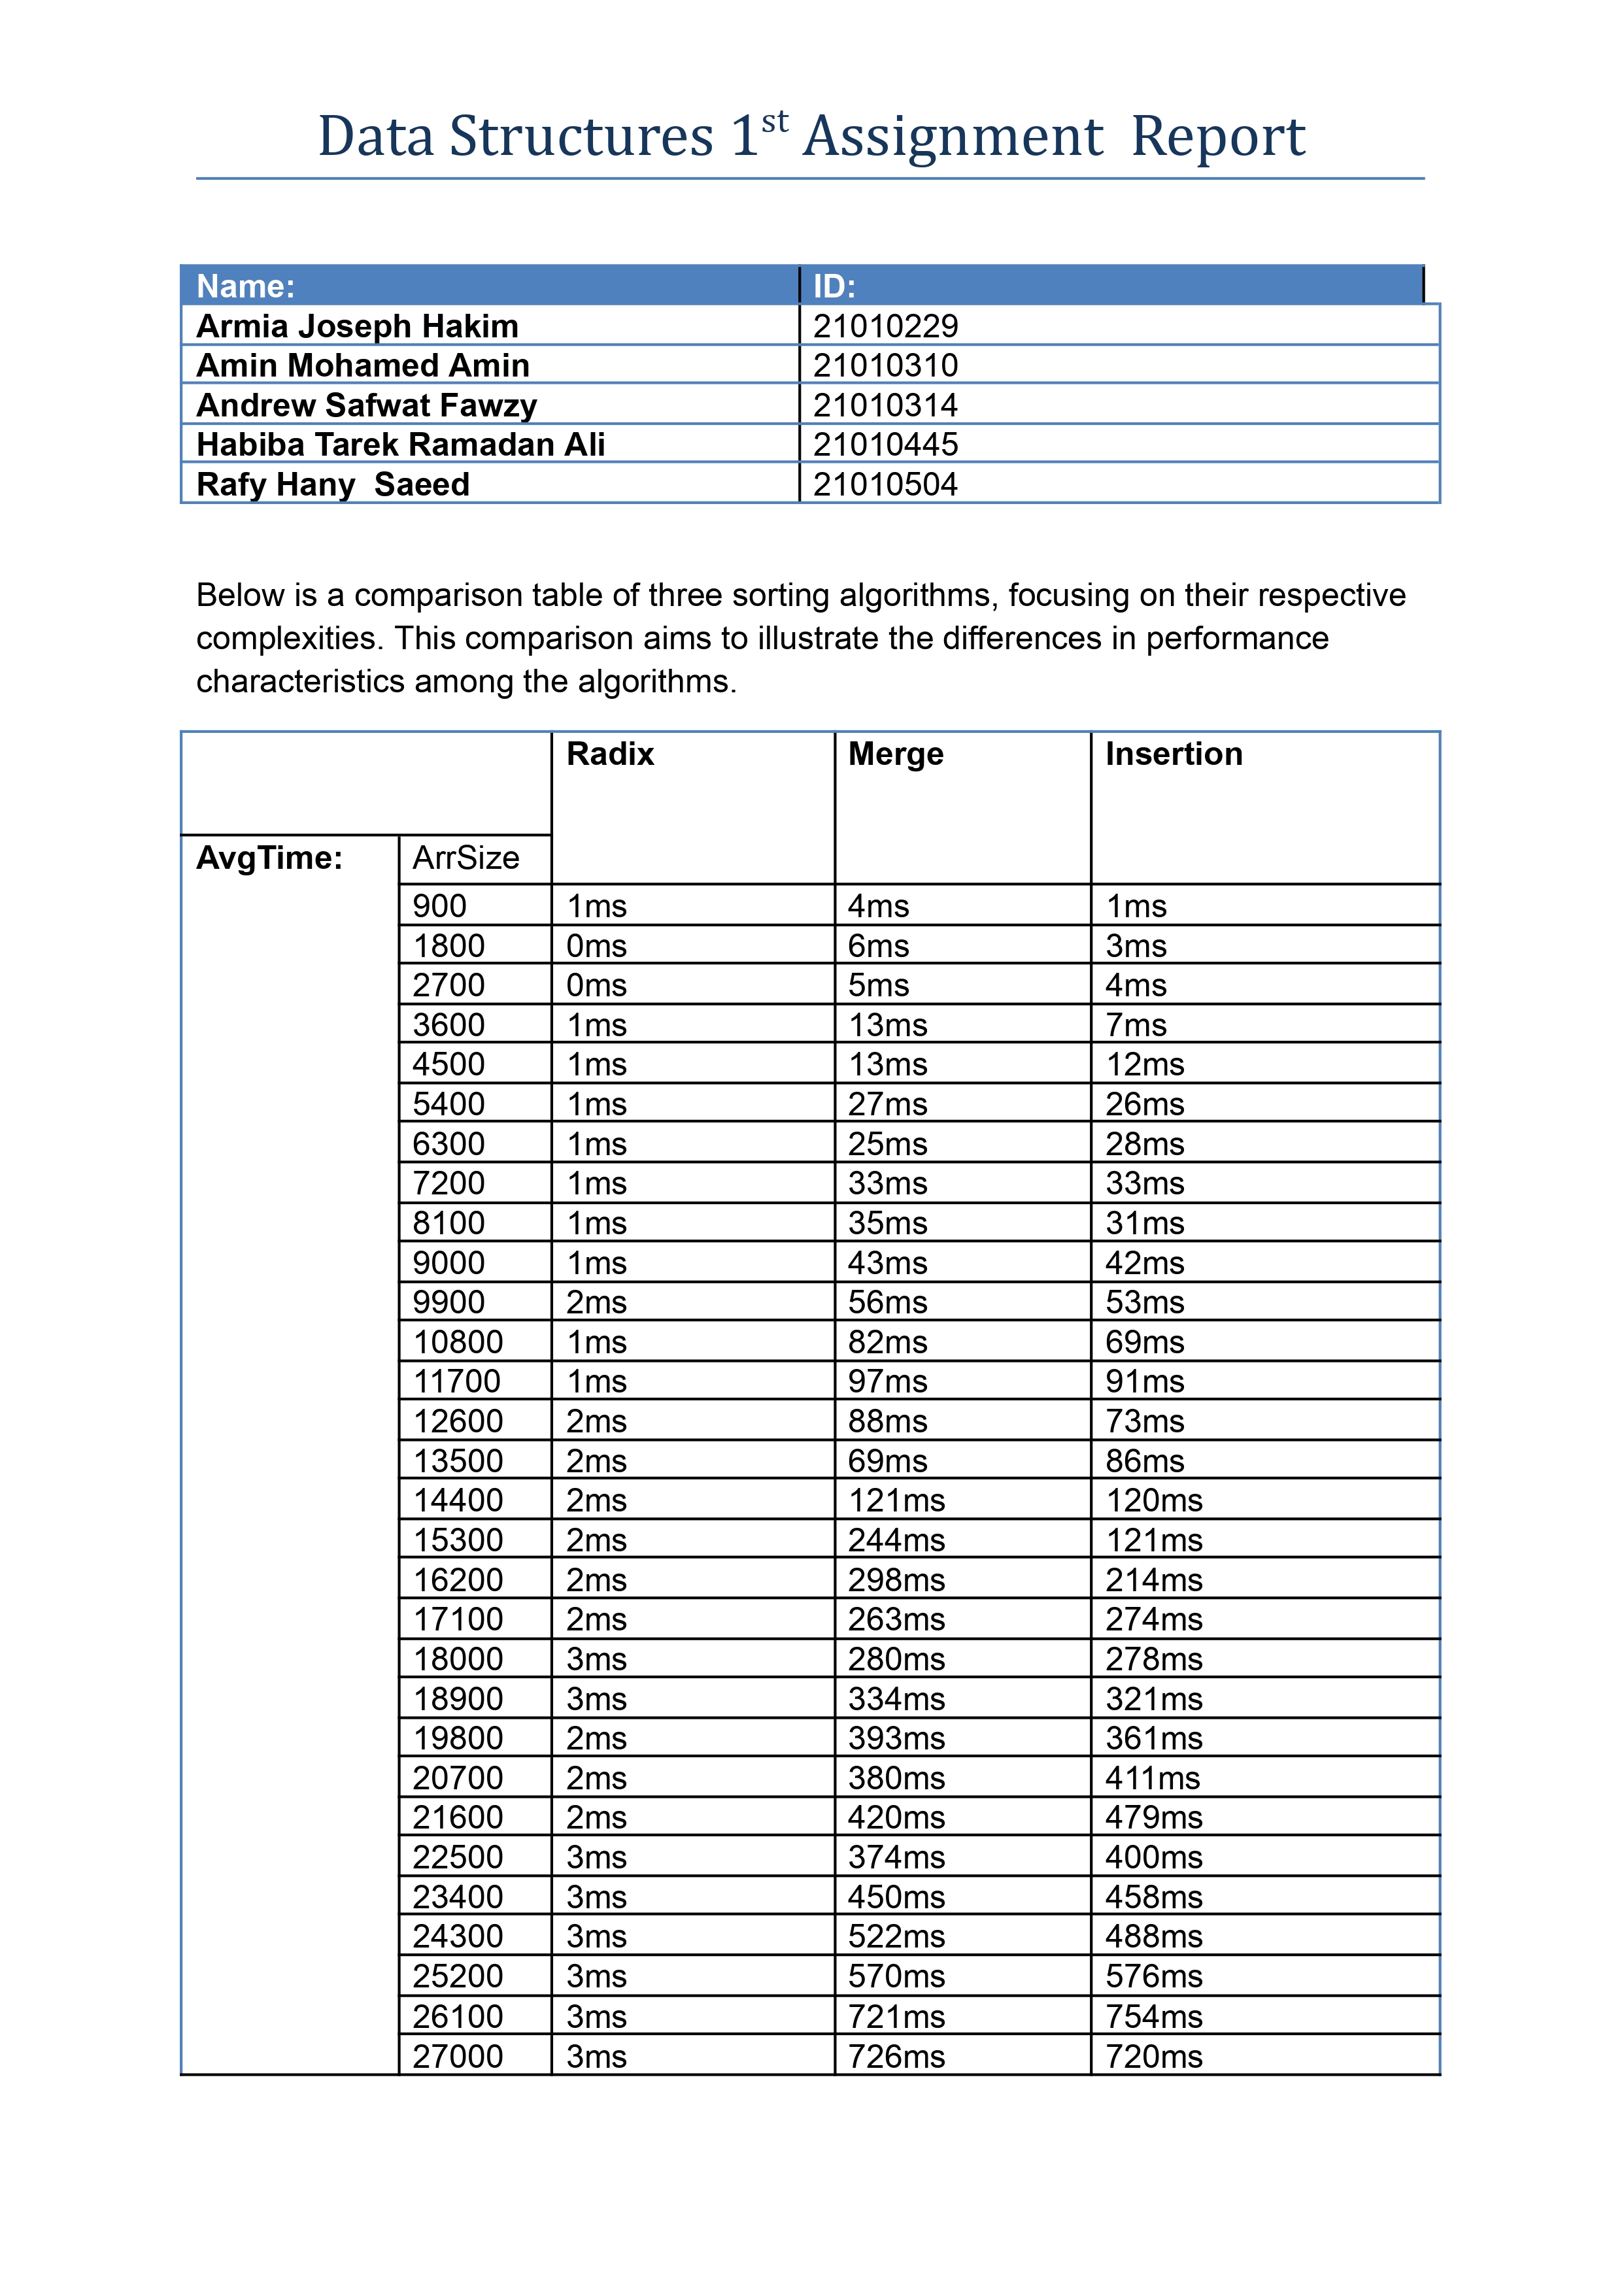 Data Structures 1st Assignment  Report
Name: ID:
Armia Joseph Hakim 21010229
Amin Mohamed Amin 21010310
Andrew Safwat Fawzy 21010314
Habiba Tarek Ramadan Ali 21010445
Rafy Hany  Saeed 21010504
Below is a comparison table of three sorting algorithms, focusing on their respective
complexities. This comparison aims to illustrate the differences in performance
characteristics among the algorithms.
Radix Merge Insertion
AvgTime: ArrSize
900 1ms 4ms 1ms
1800 0ms 6ms 3ms
2700 0ms 5ms 4ms
3600 1ms 13ms 7ms
4500 1ms 13ms 12ms
5400 1ms 27ms 26ms
6300 1ms 25ms 28ms
7200 1ms 33ms 33ms
8100 1ms 35ms 31ms
9000 1ms 43ms 42ms
9900 2ms 56ms 53ms
10800 1ms 82ms 69ms
11700 1ms 97ms 91ms
12600 2ms 88ms 73ms
13500 2ms 69ms 86ms
14400 2ms 121ms 120ms
15300 2ms 244ms 121ms
16200 2ms 298ms 214ms
17100 2ms 263ms 274ms
18000 3ms 280ms 278ms
18900 3ms 334ms 321ms
19800 2ms 393ms 361ms
20700 2ms 380ms 411ms
21600 2ms 420ms 479ms
22500 3ms 374ms 400ms
23400 3ms 450ms 458ms
24300 3ms 522ms 488ms
25200 3ms 570ms 576ms
26100 3ms 721ms 754ms
27000 3ms 726ms 720ms